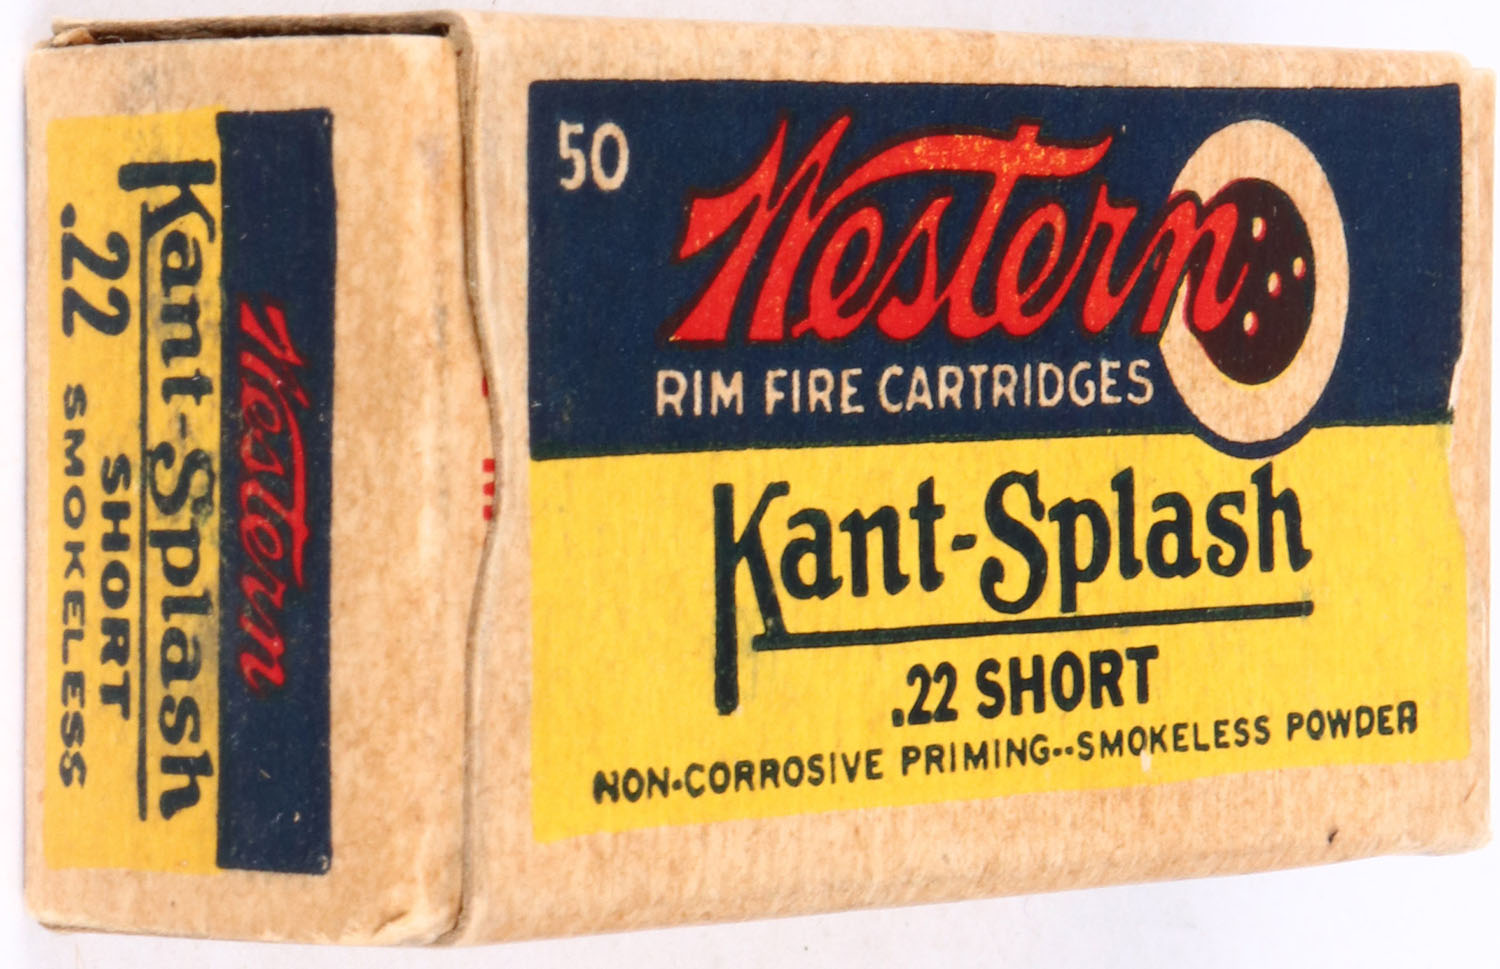 50
Western
RIM FIRE CARTRIDGES
Kant-Splash
.22 SHORT
NON-CORROSIVE PRIMING--SMOKELESS POWDER
Western
Kant-Splash
.22 SHORT
SMOKELESS